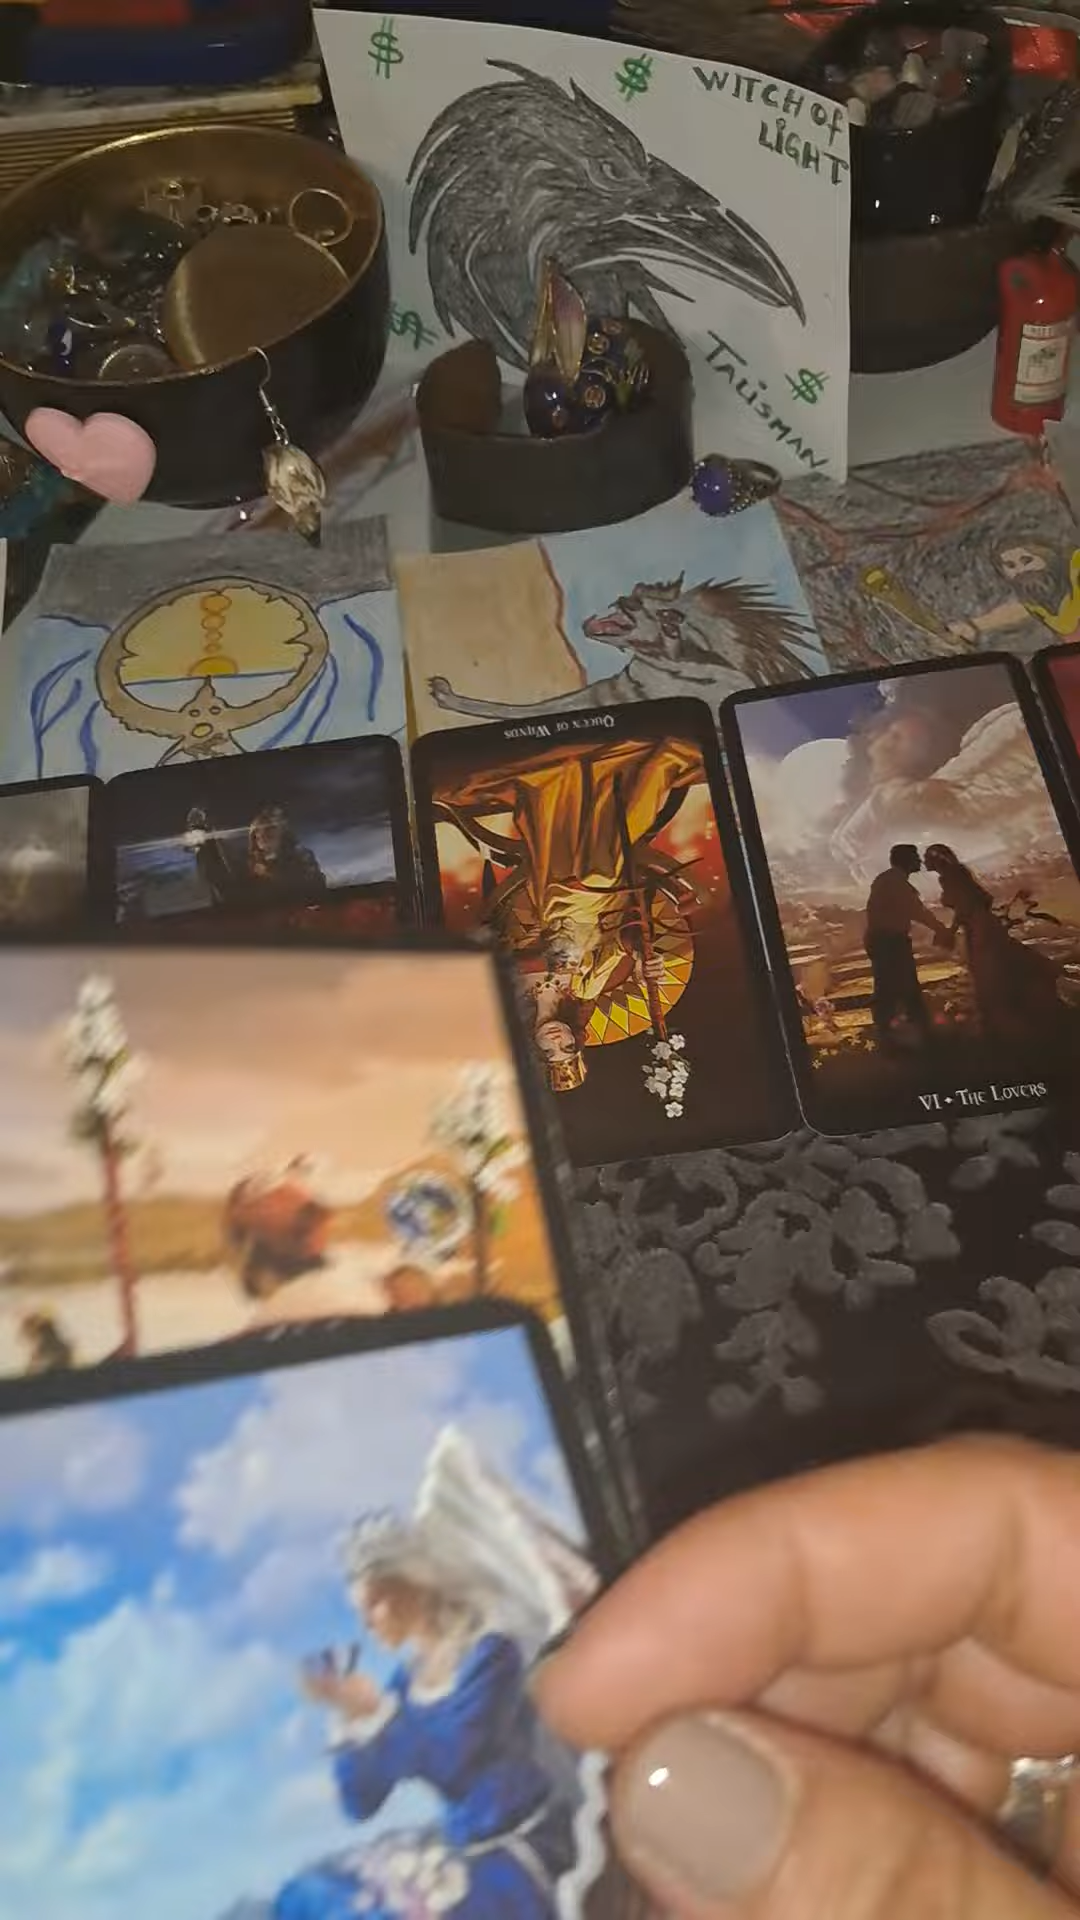 $
$
WITCH Of
LIGHT
$
TALiSMAN
$
QUEEN OF WANDS
VI • THE LOVERS